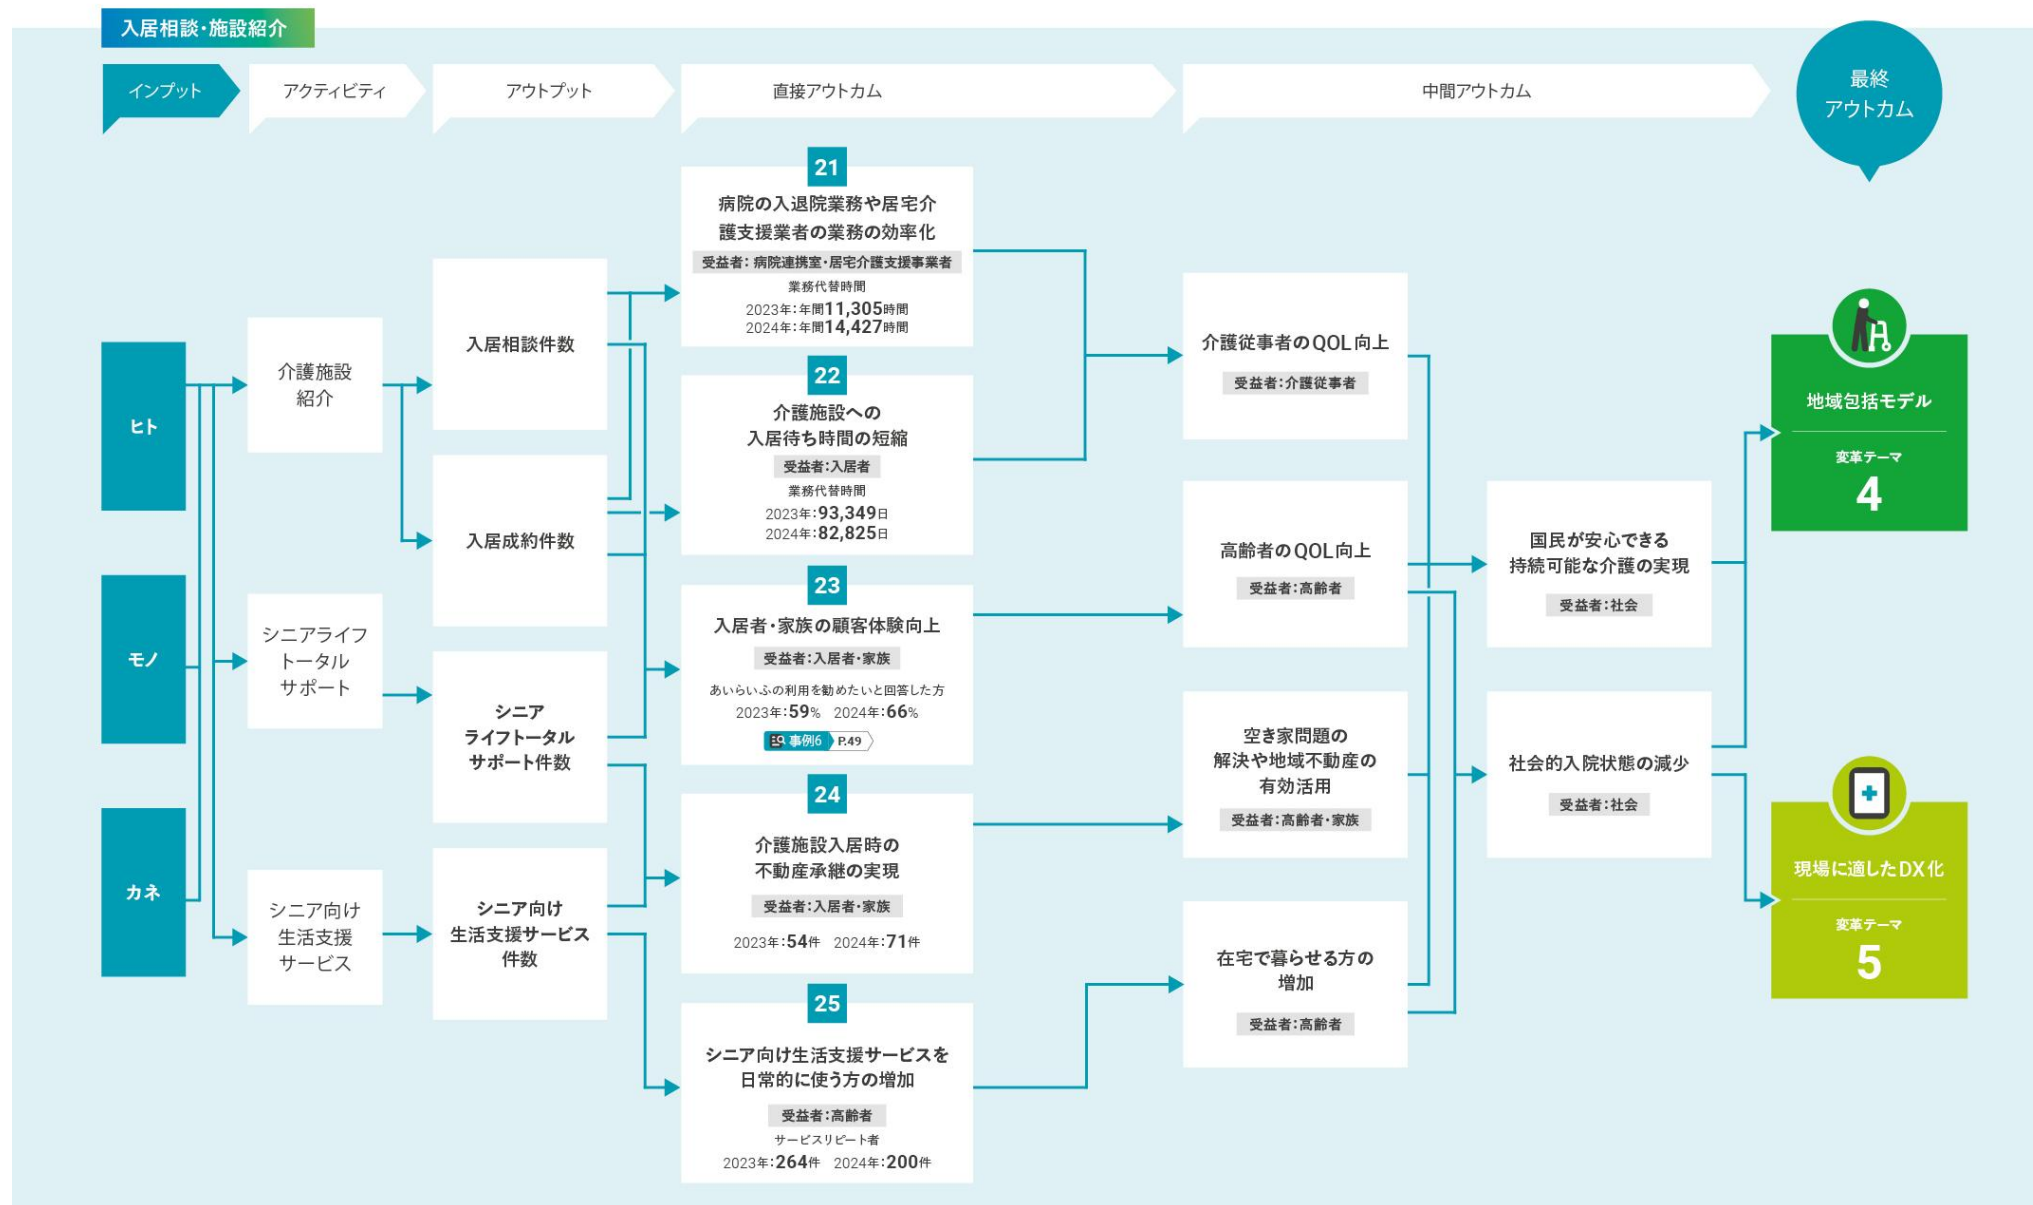 入居相談・施設紹介
インプット
アクティビティ
アウトプット
直接アウトカム
中間アウトカム
最終
アウトカム
ヒト
モノ
カネ
介護施設
紹介
シニアライフ
トータル
サポート
シニア向け
生活支援
サービス
入居相談件数
入居成約件数
シニア
ライフトータル
サポート件数
シニア向け
生活支援サービス
件数
21
病院の入退院業務や居宅介
護支援業者の業務の効率化
受益者：病院連携室・居宅介護支援事業者
業務代替時間
2023年：年間11,305時間
2024年：年間14,427時間
22
介護施設への
入居待ち時間の短縮
受益者：入居者
業務代替時間
2023年：93,349日
2024年：82,825日
23
入居者・家族の顧客体験向上
受益者：入居者・家族
あいらいふの利用を勧めたいと回答した方
2023年：59% 2024年：66%
事例6 P.49
24
介護施設入居時の
不動産承継の実現
受益者：入居者・家族
2023年：54件 2024年：71件
25
シニア向け生活支援サービスを
日常的に使う方の増加
受益者：高齢者
サービスリピート者
2023年：264件 2024年：200件
介護従事者のQOL向上
受益者：介護従事者
高齢者のQOL向上
受益者：高齢者
空き家問題の
解決や地域不動産の
有効活用
受益者：高齢者・家族
在宅で暮らせる方の
増加
受益者：高齢者
国民が安心できる
持続可能な介護の実現
受益者：社会
社会的入院状態の減少
受益者：社会
地域包括モデル
変革テーマ
4
現場に適したDX化
変革テーマ
5